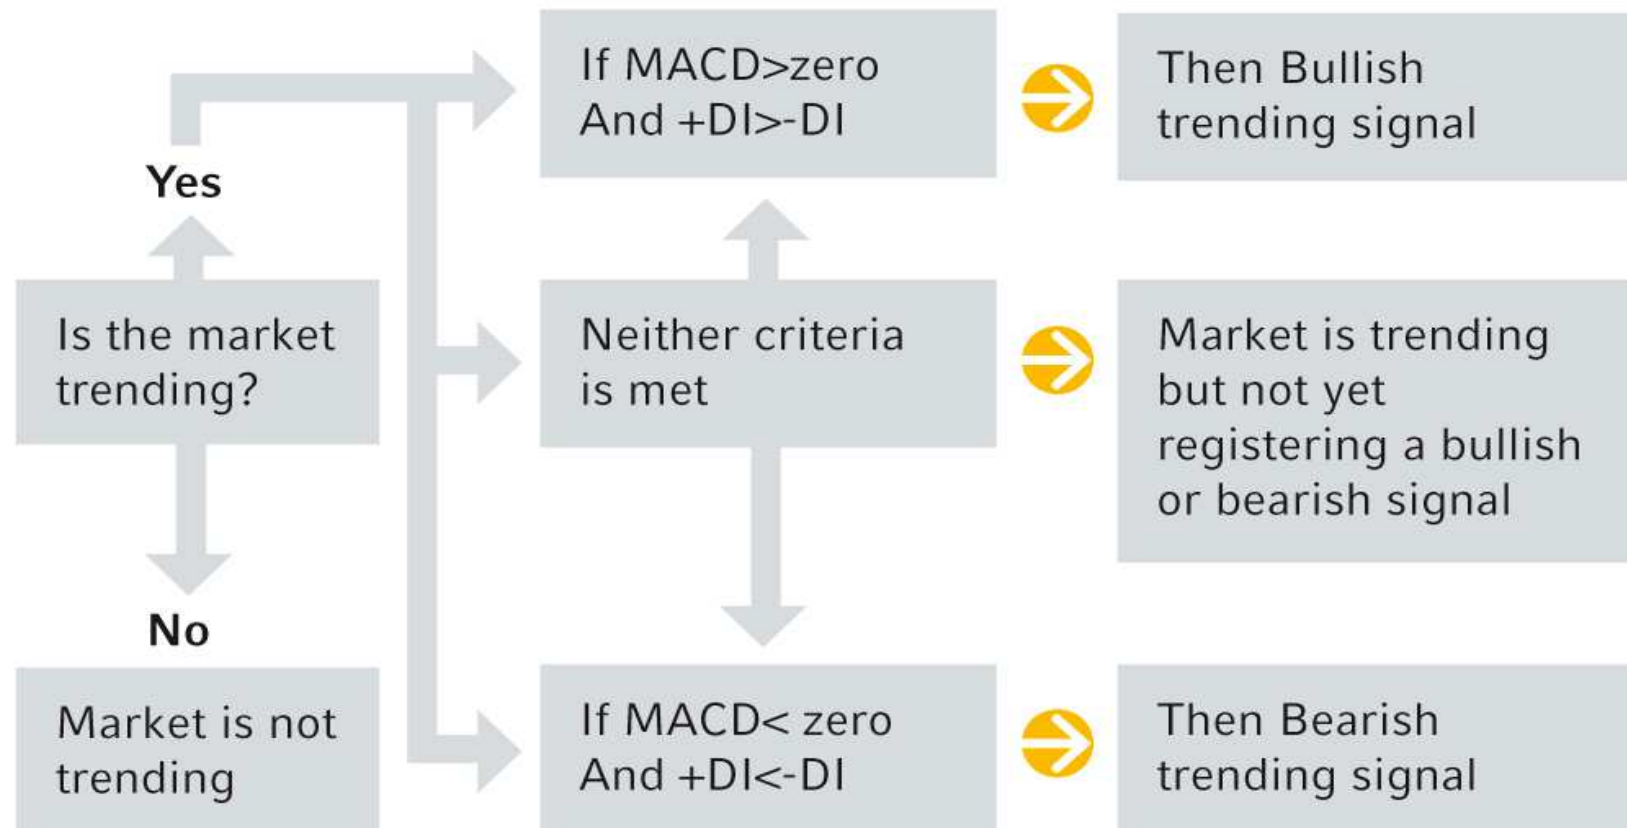 Yes
Is the market
trending?
No
Market is not
trending
If MACD>zero
And +DI>-DI
Then Bullish
trending signal
Neither criteria
is met
Market is trending
but not yet
registering a bullish
or bearish signal
If MACD< zero
And +DI<-DI
Then Bearish
trending signal